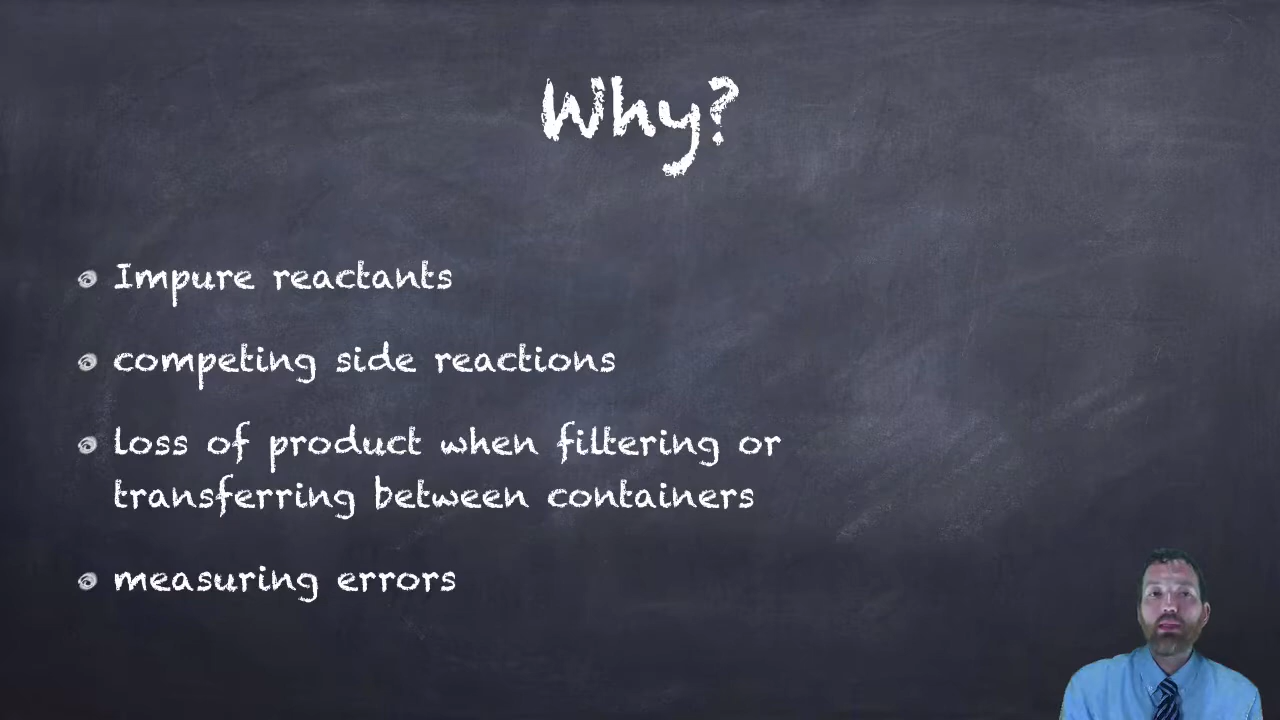 Why?
Impure reactants
competing side reactions
loss of product when filtering or
transferring between containers
measuring errors